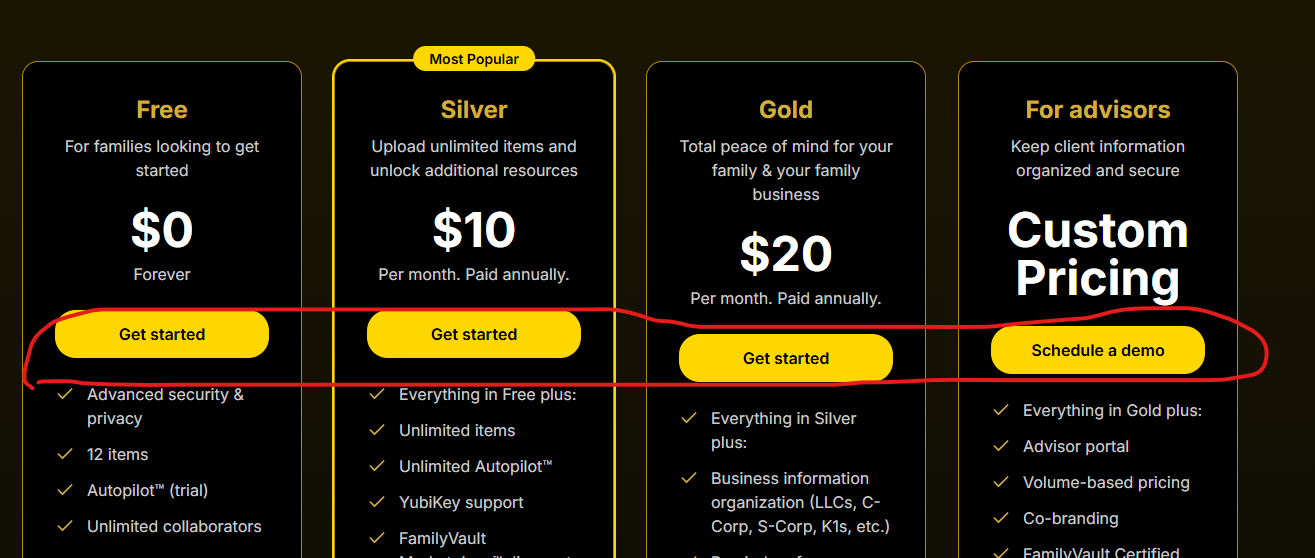 Most Popular
Free
For families looking to get
started
$0
Forever
Get started
Advanced security &
privacy
12 items
Autopilot™ (trial)
Unlimited collaborators
Silver
Upload unlimited items and
unlock additional resources
$10
Per month. Paid annually.
Get started
Everything in Free plus:
Unlimited items
Unlimited Autopilot™
YubiKey support
FamilyVault
Gold
Total peace of mind for your
family & your family
business
$20
Per month. Paid annually.
Get started
Everything in Silver
plus:
Business information
organization (LLCs, C-
Corp, S-Corp, K1s, etc.)
For advisors
Keep client information
organized and secure
Custom
Pricing
Schedule a demo
Everything in Gold plus:
Advisor portal
Volume-based pricing
Co-branding
FamilyVault Certified